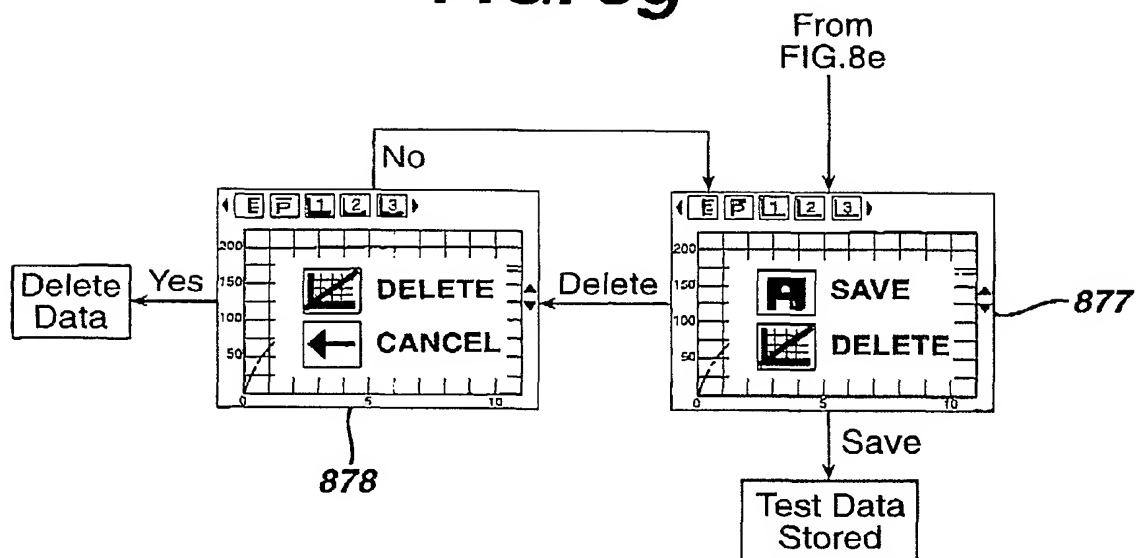 From
FIG.8e
No
E P 1 2 3
E P 1 2 3
200
150
100
50
0 5 10
DELETE
CANCEL
Yes
Delete
Data
Delete
200
150
100
50
0 5 10
SAVE
DELETE
877
878
Save
Test Data
Stored